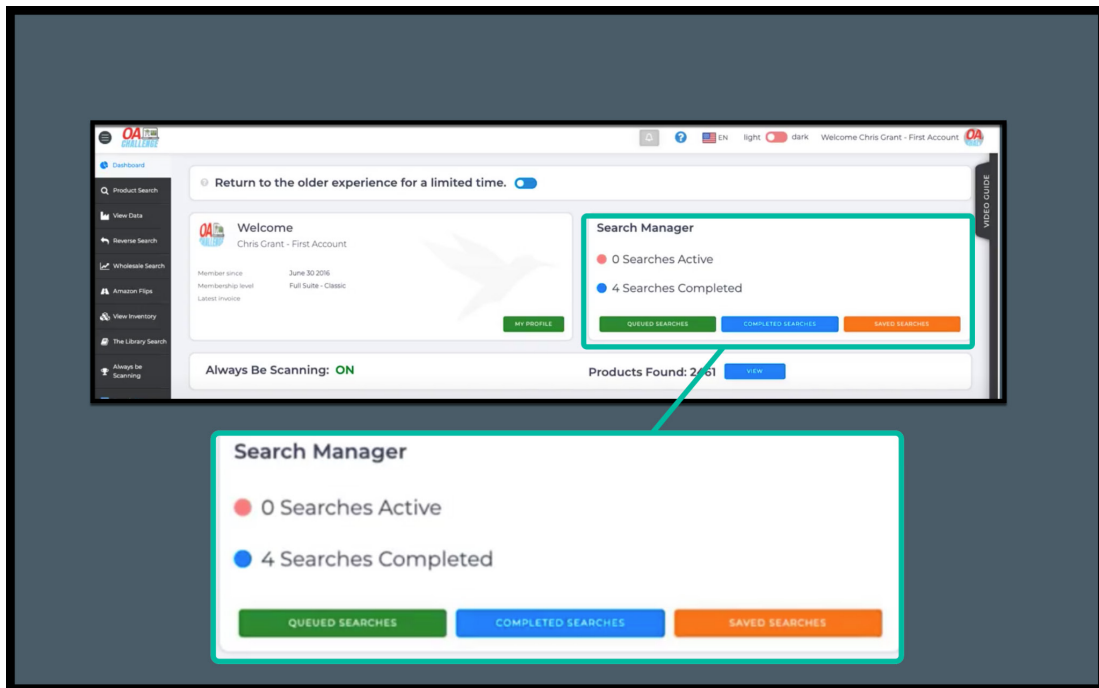 OA
CHALLENGE
EN light dark Welcome Chris Grant - First Account
Dashboard
Product Search
View Data
Reverse Search
Wholesale Search
Amazon Flips
View Inventory
The Library Search
Always be
Scanning
Return to the older experience for a limited time.
Welcome
Chris Grant - First Account
Member since June 30 2016
Membership level Full Suite - Classic
Latest invoice
MY PROFILE
Search Manager
0 Searches Active
4 Searches Completed
QUEUED SEARCHES COMPLETED SEARCHES SAVED SEARCHES
VIDEO GUIDE
Always Be Scanning: ON
Products Found: VIEW
Search Manager
0 Searches Active
4 Searches Completed
QUEUED SEARCHES COMPLETED SEARCHES SAVED SEARCHES